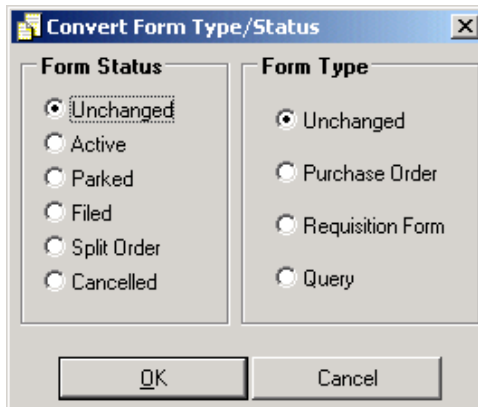 Convert Form Type/Status
Form Status
Unchanged
Active
Parked
Filed
Split Order
Cancelled
Form Type
Unchanged
Purchase Order
Requisition Form
Query
OK
Cancel